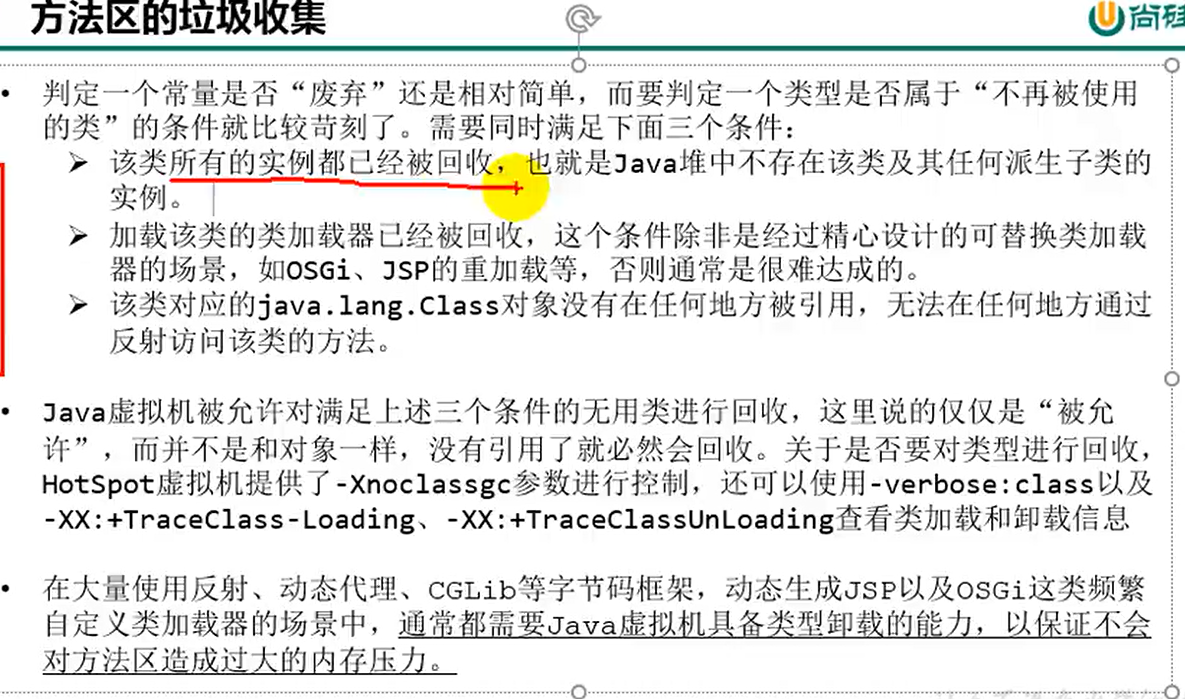 方法区的垃圾收集
尚硅
• 判定一个常量是否“废弃”还是相对简单，而要判定一个类型是否属于“不再被使用
的类”的条件就比较苛刻了。需要同时满足下面三个条件：
➢ 该类所有的实例都已经被回收，也就是Java堆中不存在该类及其任何派生子类的
实例。
➢ 加载该类的类加载器已经被回收，这个条件除非是经过精心设计的可替换类加载
器的场景，如OSGi、JSP的重加载等，否则通常是很难达成的。
➢ 该类对应的java.lang.Class对象没有在任何地方被引用，无法在任何地方通过
反射访问该类的方法。
• Java虚拟机被允许对满足上述三个条件的无用类进行回收，这里说的仅仅是“被允
许”，而并不是和对象一样，没有引用了就必然会回收。关于是否要对类型进行回收，
HotSpot虚拟机提供了-Xnoclassgc参数进行控制，还可以使用-verbose:class以及
-XX:+TraceClass-Loading、-XX:+TraceClassUnLoading查看类加载和卸载信息
• 在大量使用反射、动态代理、CGLib等字节码框架，动态生成JSP以及OSGi这类频繁
自定义类加载器的场景中，通常都需要Java虚拟机具备类型卸载的能力，以保证不会
对方法区造成过大的内存压力。